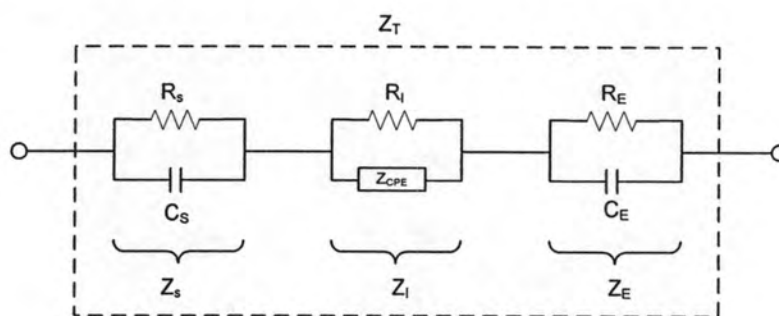 Z_T
R_s R_I R_E
Z_CPE
C_S C_E
Z_s Z_I Z_E